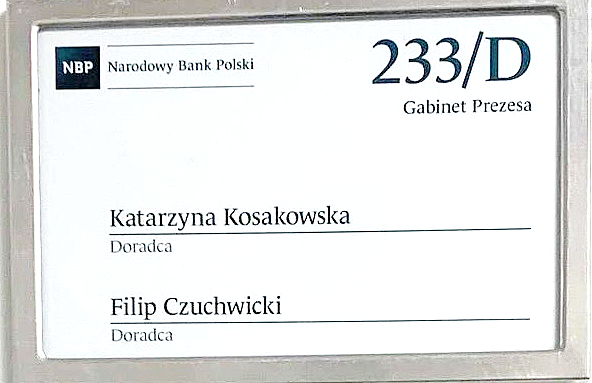 NBP Narodowy Bank Polski
233/D
Gabinet Prezesa
Katarzyna Kosakowska
Doradca
Filip Czuchwicki
Doradca